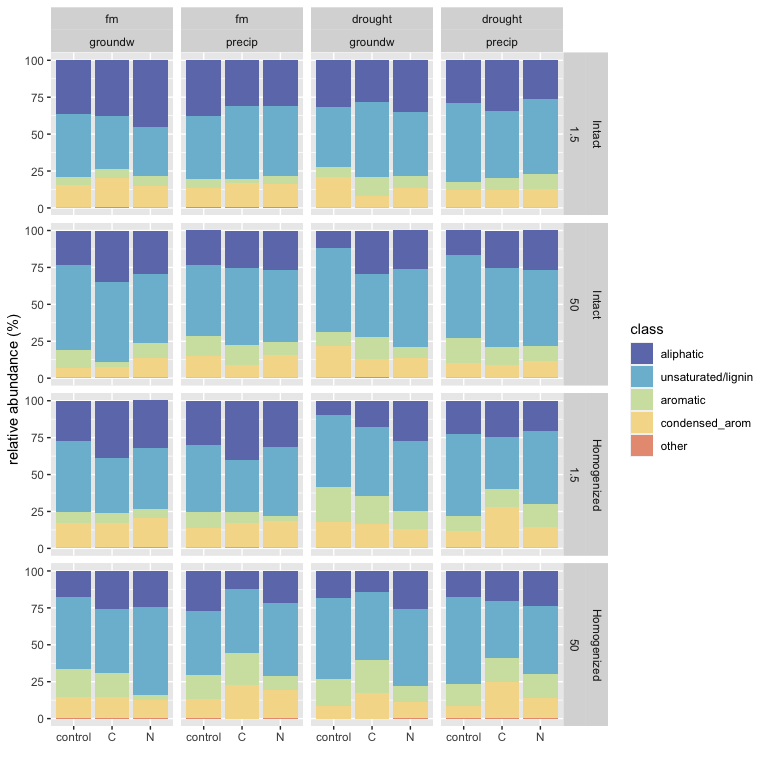 fm fm drought drought
groundw precip groundw precip
relative abundance (%)
100
75
50
25
0
1.5 Intact
100
75
50
25
0
50 Intact
100
75
50
25
0
1.5 Homogenized
100
75
50
25
0
50 Homogenized
control C N control C N control C N control C N
class
aliphatic
unsaturated/lignin
aromatic
condensed_arom
other